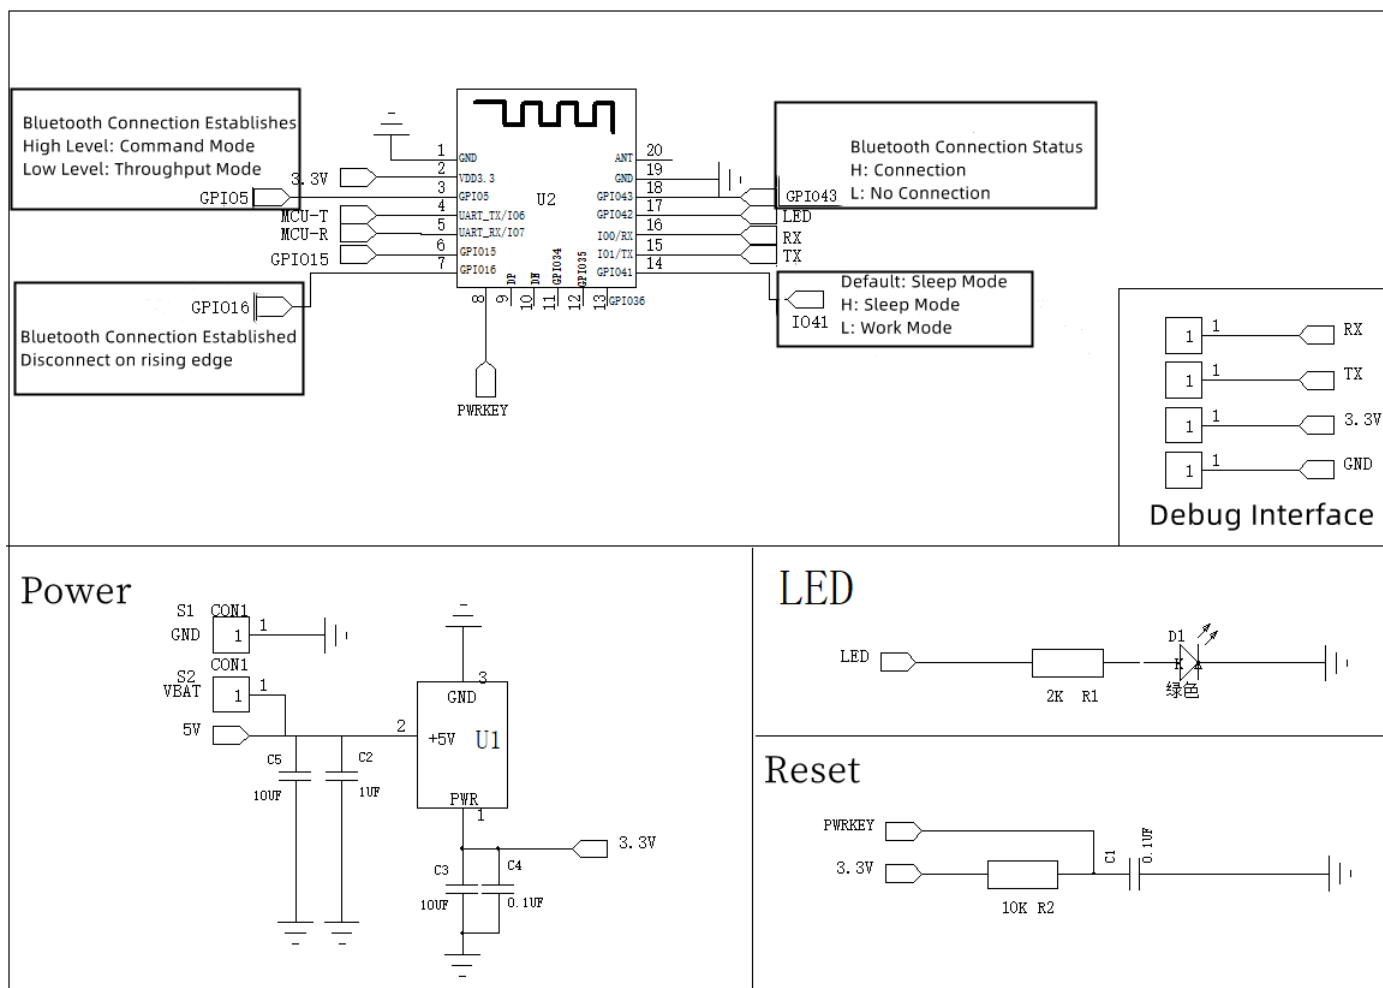 Bluetooth Connection Establishes
High Level: Command Mode
Low Level: Throughput Mode
3.3V
GPIO5
MCU-T
MCU-R
GPIO15
GPIO16
Bluetooth Connection Established
Disconnect on rising edge
1
2
3
4
5
6
7
GND
VDD3.3
GPIO5
UART_TX/IO6
UART_RX/IO7
GPIO15
GPIO16
U2
ANT
GND
GPIO43
GPIO42
IO0/RX
IO1/TX
GPIO41
20
19
18
17
16
15
14
DP
GPIO34
GPIO35
GPIO36
8
9
10
11
12
13
PWRKEY
Bluetooth Connection Status
H: Connection
L: No Connection
GPIO43
LED
RX
TX
Default: Sleep Mode
H: Sleep Mode
L: Work Mode
IO41
1 1 RX
1 1 TX
1 1 3.3V
1 1 GND
Debug Interface
Power
S1 CON1
GND 1 1
CON1
S2
VBAT 1 1
5V
2
3
GND
+5V U1
PWR
1
C5
10UF
C2
1UF
3.3V
C3
10UF
C4
0.1UF
LED
LED
2K R1
D1
K A
绿色
Reset
PWRKEY
3.3V
10K R2
C1
0.1UF